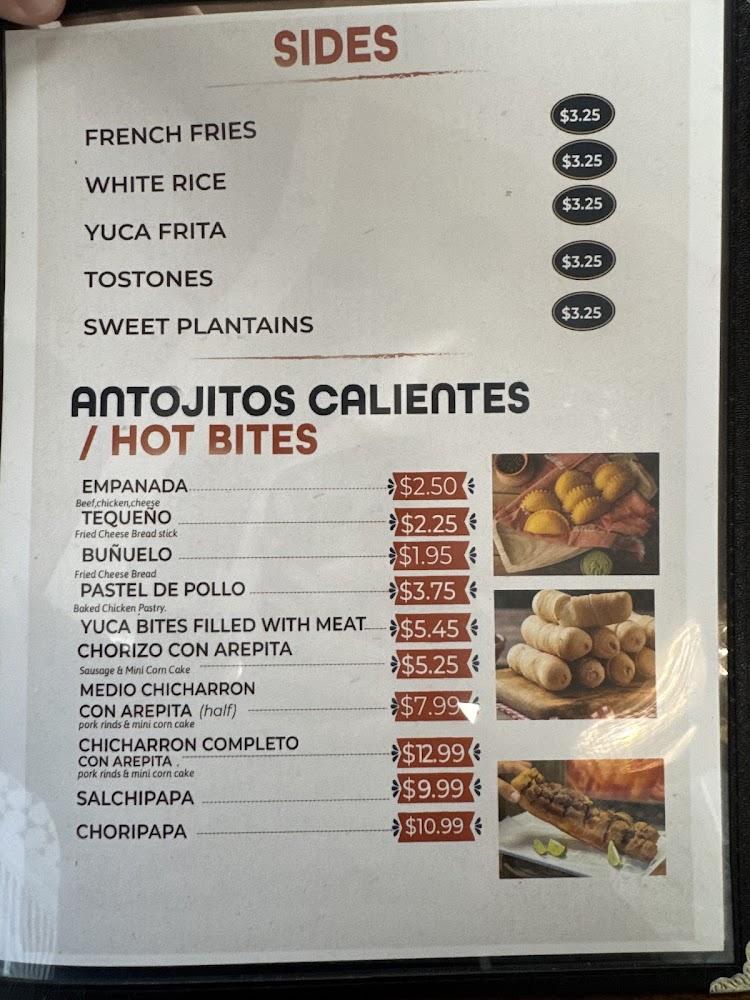 SIDES
FRENCH FRIES $3.25
WHITE RICE $3.25
YUCA FRITA $3.25
TOSTONES $3.25
SWEET PLANTAINS $3.25
ANTOJITOS CALIENTES
/ HOT BITES
EMPANADA $2.50
Beef,chicken,cheese
TEQUEÑO $2.25
Fried Cheese Bread stick
BUÑUELO $1.95
Fried Cheese Bread
PASTEL DE POLLO $3.75
Baked Chicken Pastry.
YUCA BITES FILLED WITH MEAT $5.45
CHORIZO CON AREPITA
Sausage & Mini Corn Cake $5.25
MEDIO CHICHARRON
CON AREPITA (half) $7.99
pork rinds & mini corn cake
CHICHARRON COMPLETO
CON AREPITA . $12.99
pork rinds & mini corn cake
SALCHIPAPA $9.99
CHORIPAPA $10.99